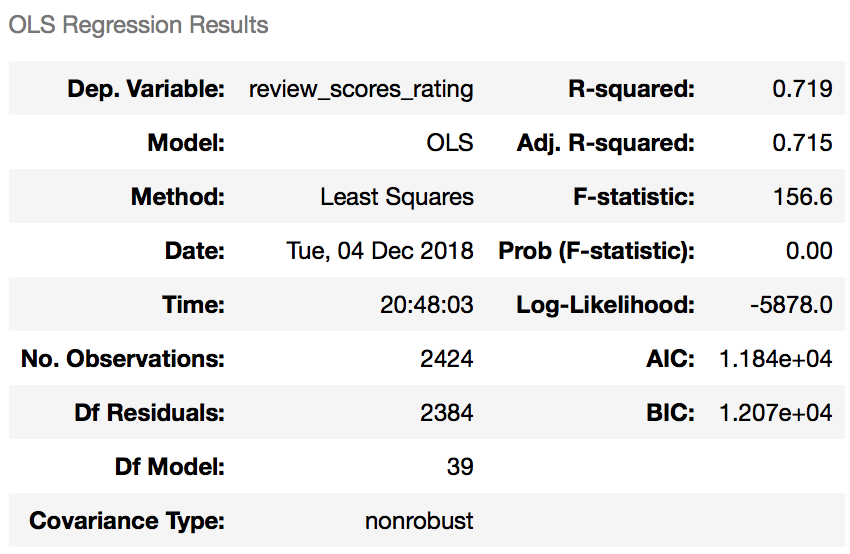 OLS Regression Results
Dep. Variable: review_scores_rating R-squared: 0.719
Model: OLS Adj. R-squared: 0.715
Method: Least Squares F-statistic: 156.6
Date: Tue, 04 Dec 2018 Prob (F-statistic): 0.00
Time: 20:48:03 Log-Likelihood: -5878.0
No. Observations: 2424 AIC: 1.184e+04
Df Residuals: 2384 BIC: 1.207e+04
Df Model: 39
Covariance Type: nonrobust